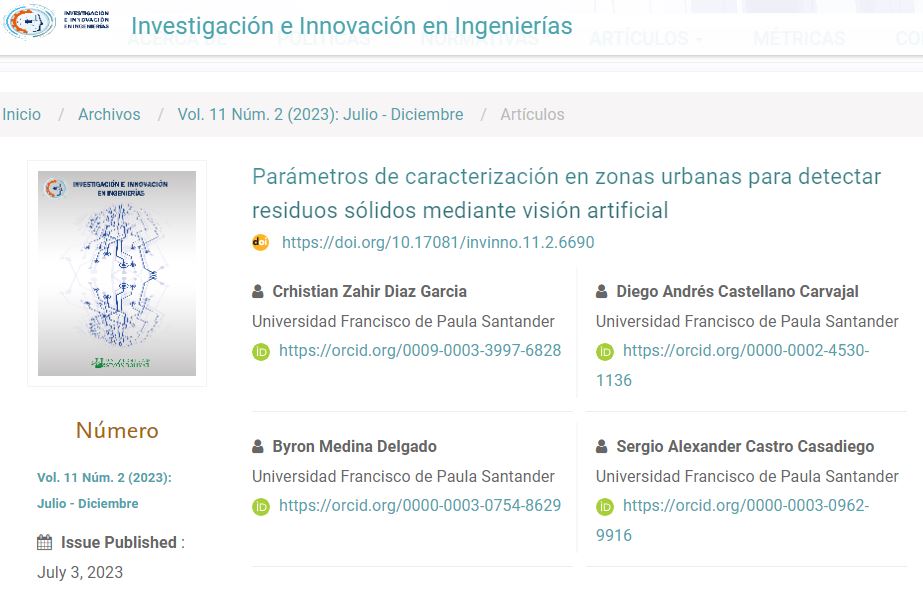 INVESTIGACIÓN
E INNOVACIÓN
EN INGENIERÍAS
Investigación e Innovación en Ingenierías
ACERCA DE POLÍTICAS NORMATIVAS ARTÍCULOS MÉTRICAS CO
Inicio / Archivos / Vol. 11 Núm. 2 (2023): Julio - Diciembre / Artículos
INVESTIGACIÓN E INNOVACIÓN
EN INGENIERÍAS
Número
Vol. 11 Núm. 2 (2023):
Julio - Diciembre
Issue Published :
July 3, 2023
Parámetros de caracterización en zonas urbanas para detectar
residuos sólidos mediante visión artificial
doi https://doi.org/10.17081/invinno.11.2.6690
Crhistian Zahir Diaz Garcia
Universidad Francisco de Paula Santander
iD https://orcid.org/0009-0003-3997-6828
Diego Andrés Castellano Carvajal
Universidad Francisco de Paula Santander
iD https://orcid.org/0000-0002-4530-
1136
Byron Medina Delgado
Universidad Francisco de Paula Santander
iD https://orcid.org/0000-0003-0754-8629
Sergio Alexander Castro Casadiego
Universidad Francisco de Paula Santander
iD https://orcid.org/0000-0003-0962-
9916